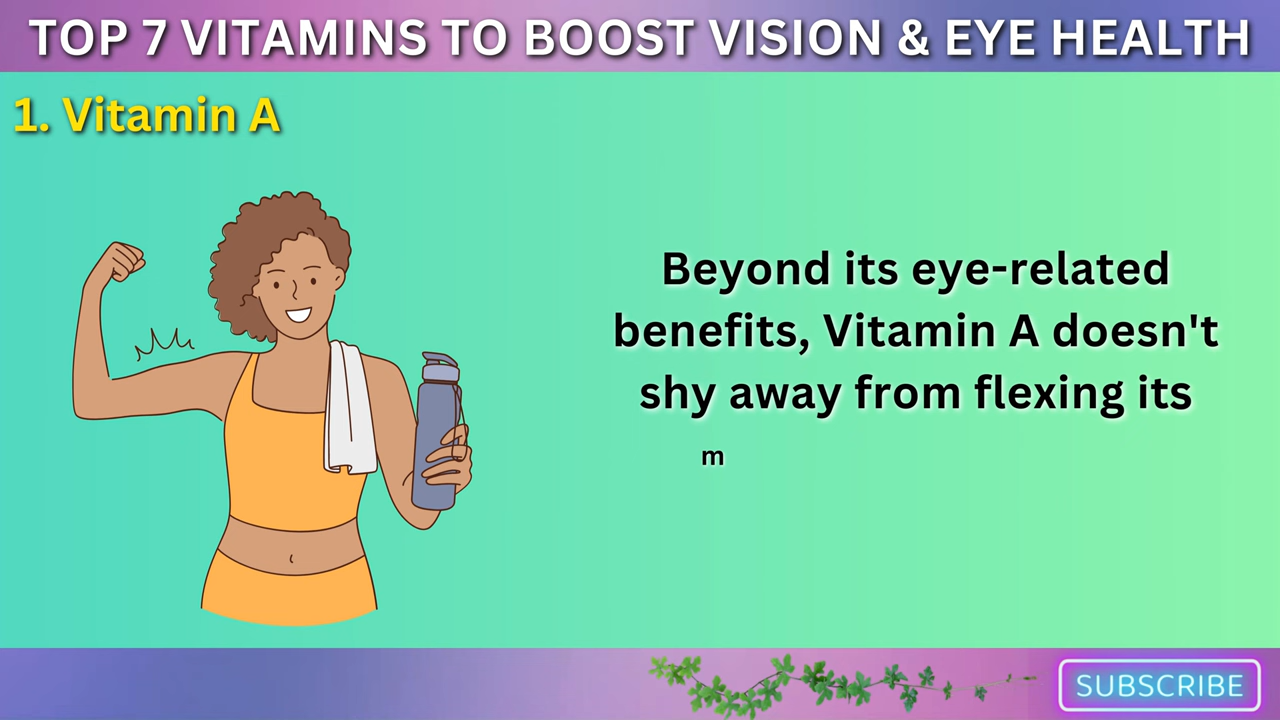 TOP 7 VITAMINS TO BOOST VISION & EYE HEALTH
1. Vitamin A
Beyond its eye-related
benefits, Vitamin A doesn't
shy away from flexing its
m
SUBSCRIBE